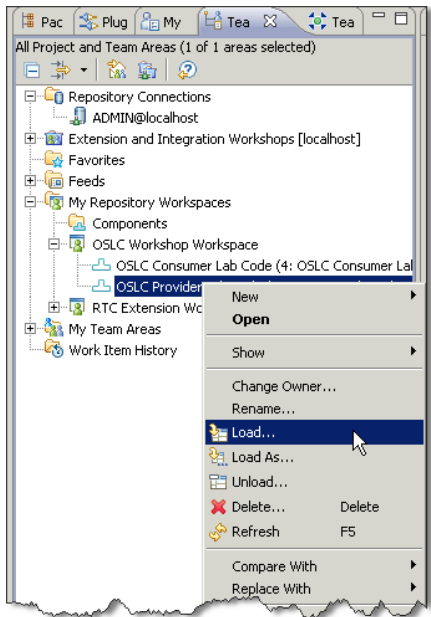 Pac Plug My Tea Tea
All Project and Team Areas (1 of 1 areas selected)
Repository Connections
ADMIN@localhost
Extension and Integration Workshops [localhost]
Favorites
Feeds
My Repository Workspaces
Components
OSLC Workshop Workspace
OSLC Consumer Lab Code (4: OSLC Consumer Lal
OSLC Provider
RTC Extension Wo
My Team Areas
Work Item History
New
Open
Show
Change Owner...
Rename...
Load...
Load As...
Unload...
Delete... Delete
Refresh F5
Compare With
Replace With